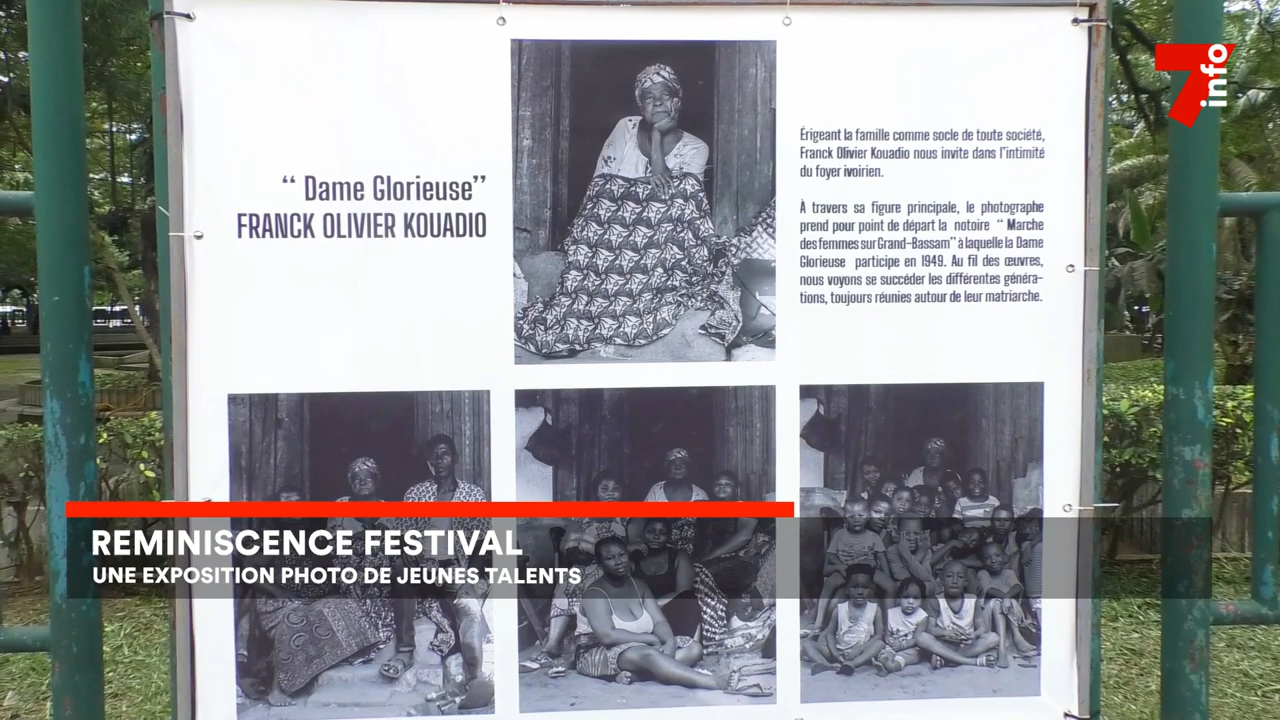 7info
“ Dame Glorieuse”
FRANCK OLIVIER KOUADIO
Érigeant la famille comme socle de toute société,
Franck Olivier Kouadio nous invite dans l'intimité
du foyer ivoirien.
À travers sa figure principale, le photographe
prend pour point de départ la notoire “ Marche
des femmes sur Grand-Bassam” à laquelle la Dame
Glorieuse participe en 1949. Au fil des œuvres,
nous voyons se succéder les différentes généra-
tions, toujours réunies autour de leur matriarche.
REMINISCENCE FESTIVAL
UNE EXPOSITION PHOTO DE JEUNES TALENTS